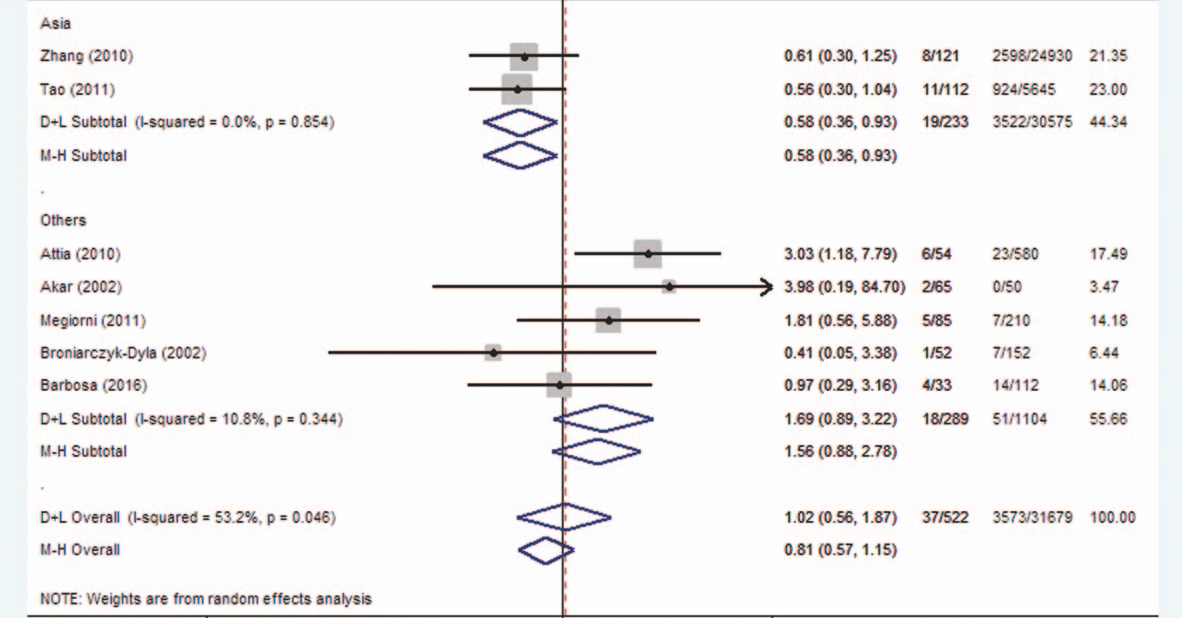 Asia
Zhang (2010) 0.61 (0.30, 1.25) 8/121 2598/24930 21.35
Tao (2011) 0.56 (0.30, 1.04) 11/112 924/5645 23.00
D+L Subtotal (I-squared = 0.0%, p = 0.854) 0.58 (0.36, 0.93) 19/233 3522/30575 44.34
M-H Subtotal 0.58 (0.36, 0.93)
.
Others
Attia (2010) 3.03 (1.18, 7.79) 6/54 23/580 17.49
Akar (2002) 3.98 (0.19, 84.70) 2/65 0/50 3.47
Megiorni (2011) 1.81 (0.56, 5.88) 5/85 7/210 14.18
Broniarczyk-Dyla (2002) 0.41 (0.05, 3.38) 1/52 7/152 6.44
Barbosa (2016) 0.97 (0.29, 3.16) 4/33 14/112 14.06
D+L Subtotal (I-squared = 10.8%, p = 0.344) 1.69 (0.89, 3.22) 18/289 51/1104 55.66
M-H Subtotal 1.56 (0.88, 2.78)
.
D+L Overall (I-squared = 53.2%, p = 0.046) 1.02 (0.56, 1.87) 37/522 3573/31679 100.00
M-H Overall 0.81 (0.57, 1.15)
NOTE: Weights are from random effects analysis